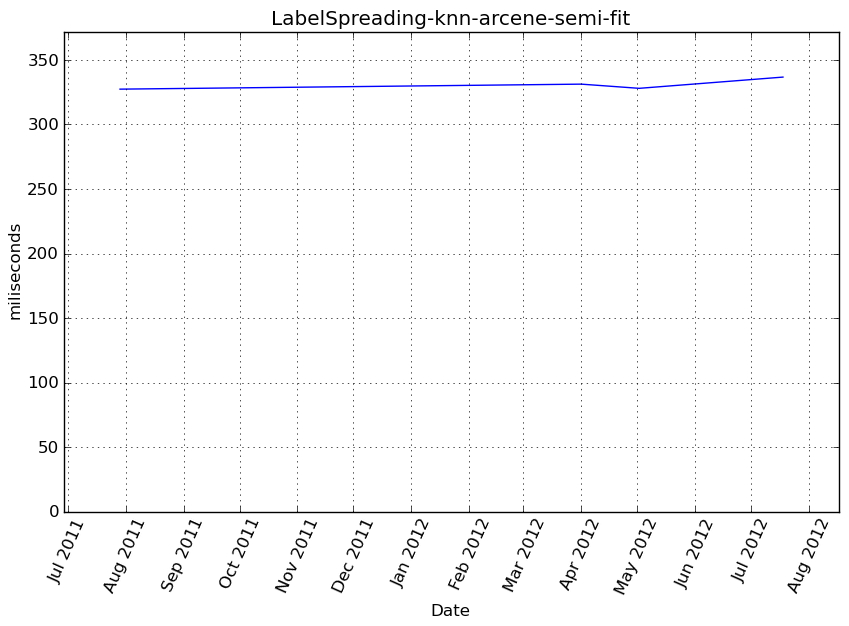 LabelSpreading-knn-arcene-semi-fit
350
300
250
200
150
100
50
0
miliseconds
Jul 2011
Aug 2011
Sep 2011
Oct 2011
Nov 2011
Dec 2011
Jan 2012
Feb 2012
Mar 2012
Apr 2012
May 2012
Jun 2012
Jul 2012
Aug 2012
Date